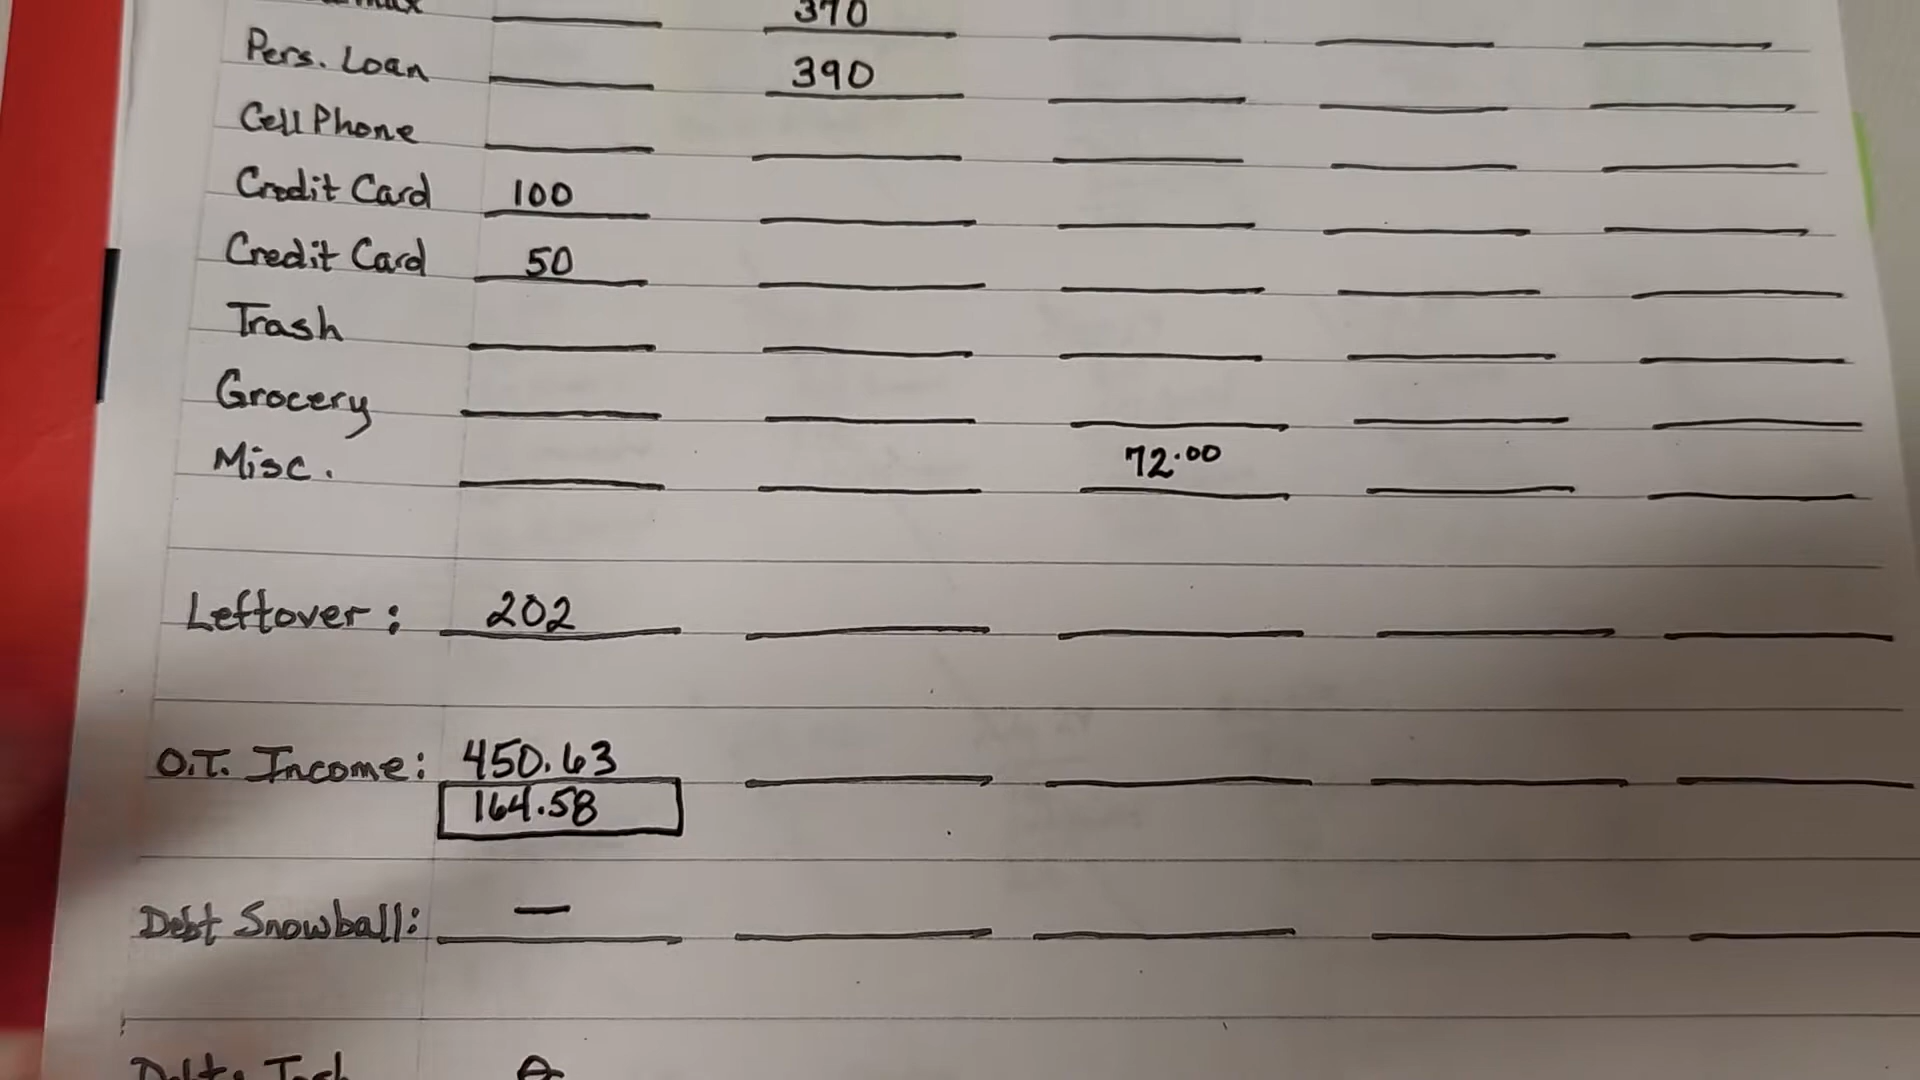 370
Pers. Loan 390
Cell Phone
Credit Card 100
Credit Card 50
Trash
Grocery
Misc. 72.00
Leftover: 202
O.T. Income: 450.63
164.58
Debt Snowball: —